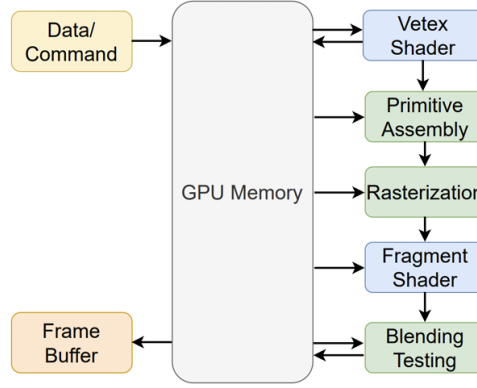 Data/
Command
Vetex
Shader
Primitive
Assembly
GPU Memory
Rasterization
Fragment
Shader
Frame
Buffer
Blending
Testing